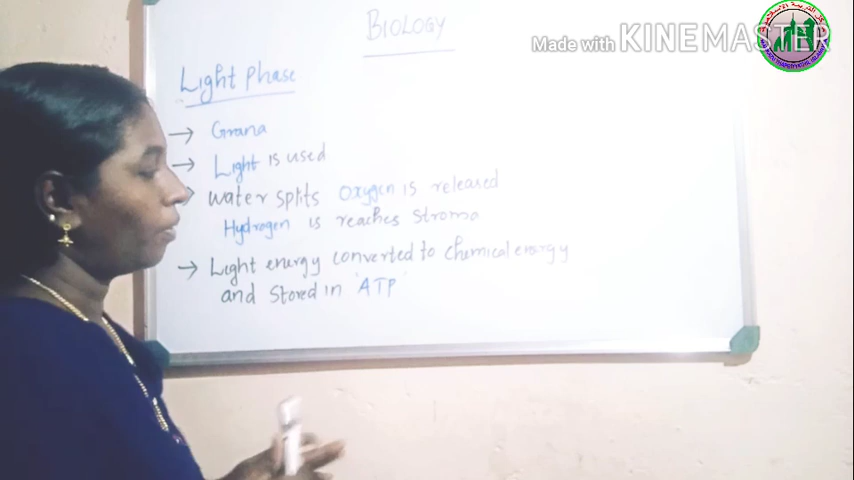 BIOLOGY
Made with KINEMASTER
Light Phase
→ Grana
→ Light is used
→ water splits Oxygen is released
Hydrogen is reaches Stroma
→ Light energy converted to chemical energy
and stored in 'ATP'